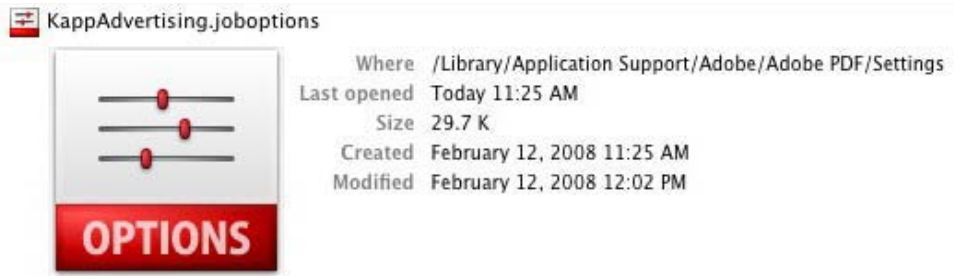 KappAdvertising.joboptions
Where /Library/Application Support/Adobe/Adobe PDF/Settings
Last opened Today 11:25 AM
Size 29.7 K
Created February 12, 2008 11:25 AM
Modified February 12, 2008 12:02 PM
OPTIONS